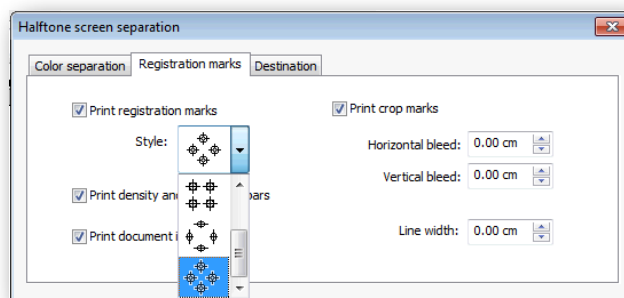 Halftone screen separation
Color separation Registration marks Destination
Print registration marks
Print crop marks
Style:
Horizontal bleed: 0.00 cm
Vertical bleed: 0.00 cm
Print density an bars
Print document i
Line width: 0.00 cm